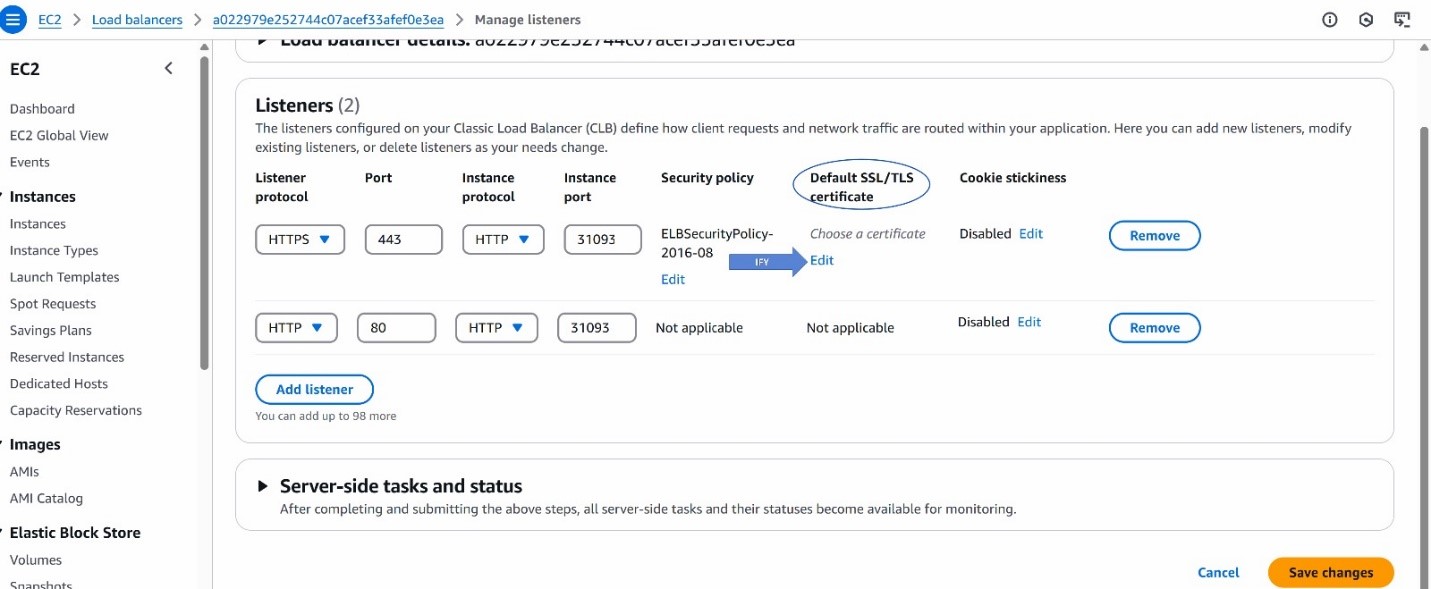 EC2 > Load balancers > a022979e252744c07acef33afef0e3ea > Manage listeners
Load balancer details: a022979e252744c07acef33afef0e3ea
EC2
Dashboard
EC2 Global View
Events
Instances
Instances
Instance Types
Launch Templates
Spot Requests
Savings Plans
Reserved Instances
Dedicated Hosts
Capacity Reservations
Images
AMIs
AMI Catalog
Elastic Block Store
Volumes
Snapshots
Listeners (2)
The listeners configured on your Classic Load Balancer (CLB) define how client requests and network traffic are routed within your application. Here you can add new listeners, modify
existing listeners, or delete listeners as your needs change.
Listener protocol
Port
Instance protocol
Instance port
Security policy
Default SSL/TLS certificate
Cookie stickiness
HTTPS
443
HTTP
31093
ELBSecurityPolicy-
2016-08
Edit
IFY
Choose a certificate
Edit
Disabled Edit
Remove
HTTP
80
HTTP
31093
Not applicable
Not applicable
Disabled Edit
Remove
Add listener
You can add up to 98 more
Server-side tasks and status
After completing and submitting the above steps, all server-side tasks and their statuses become available for monitoring.
Cancel
Save changes